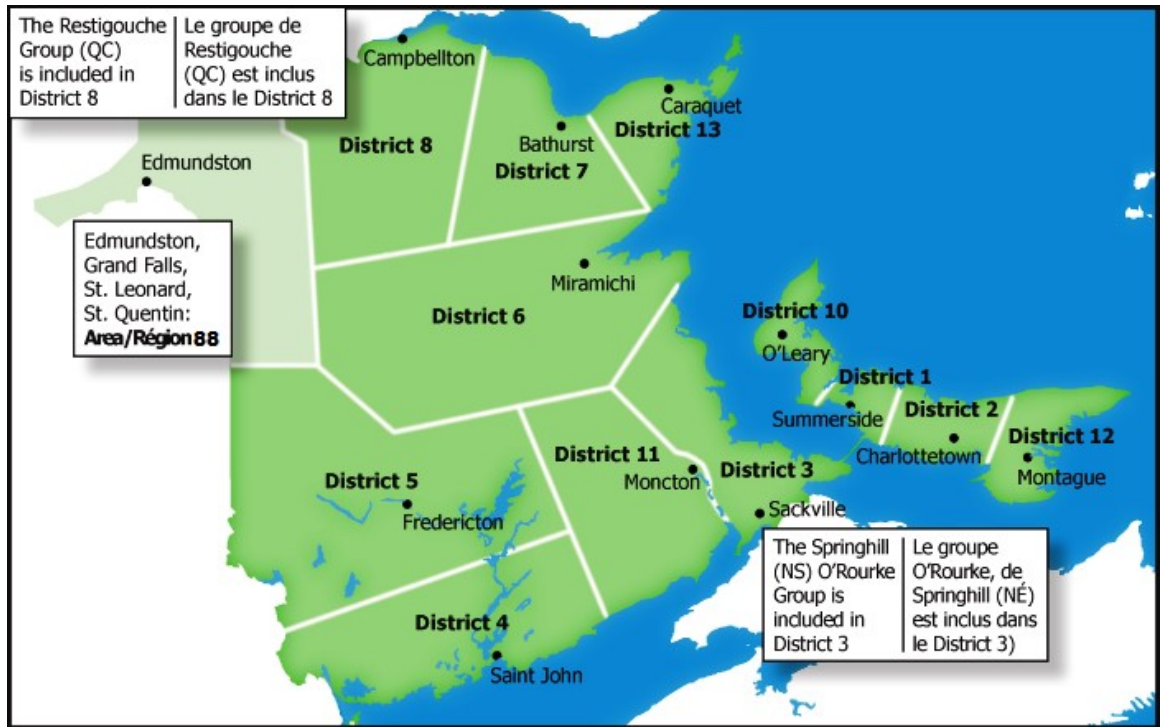 The Restigouche
Group (QC)
is included in
District 8
Le groupe de
Restigouche
(QC) est inclus
dans le District 8
Campbellton
Caraquet
District 13
Bathurst
District 8
District 7
Edmundston
Edmundston,
Grand Falls,
St. Leonard,
St. Quentin:
Area/Région88
Miramichi
District 6
District 10
O'Leary
District 1
Summerside
District 2
Charlottetown
District 12
Montague
District 11
Moncton
District 3
Sackville
District 5
Fredericton
District 4
Saint John
The Springhill
(NS) O'Rourke
Group is
included in
District 3
Le groupe
O'Rourke, de
Springhill (NÉ)
est inclus dans
le District 3)